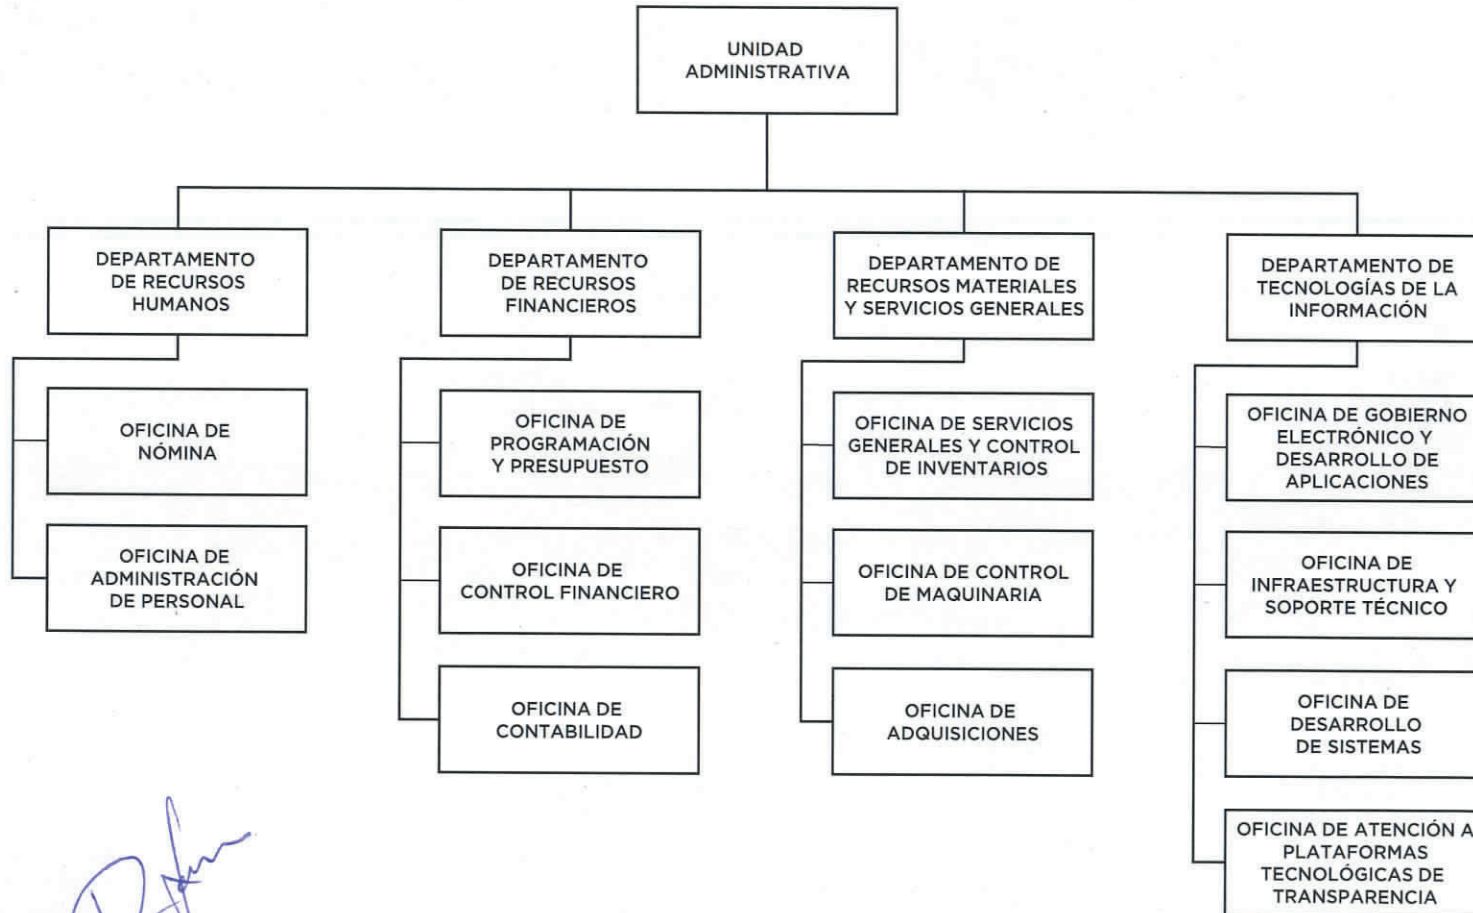 UNIDAD
ADMINISTRATIVA
DEPARTAMENTO
DE RECURSOS
HUMANOS
OFICINA DE
NÓMINA
OFICINA DE
ADMINISTRACIÓN
DE PERSONAL
DEPARTAMENTO
DE RECURSOS
FINANCIEROS
OFICINA DE
PROGRAMACIÓN
Y PRESUPUESTO
OFICINA DE
CONTROL FINANCIERO
OFICINA DE
CONTABILIDAD
DEPARTAMENTO DE
RECURSOS MATERIALES
Y SERVICIOS GENERALES
OFICINA DE SERVICIOS
GENERALES Y CONTROL
DE INVENTARIOS
OFICINA DE CONTROL
DE MAQUINARIA
OFICINA DE
ADQUISICIONES
DEPARTAMENTO DE
TECNOLOGÍAS DE LA
INFORMACIÓN
OFICINA DE GOBIERNO
ELECTRÓNICO Y
DESARROLLO DE
APLICACIONES
OFICINA DE
INFRAESTRUCTURA Y
SOPORTE TÉCNICO
OFICINA DE
DESARROLLO
DE SISTEMAS
OFICINA DE ATENCIÓN A
PLATAFORMAS
TECNOLÓGICAS DE
TRANSPARENCIA